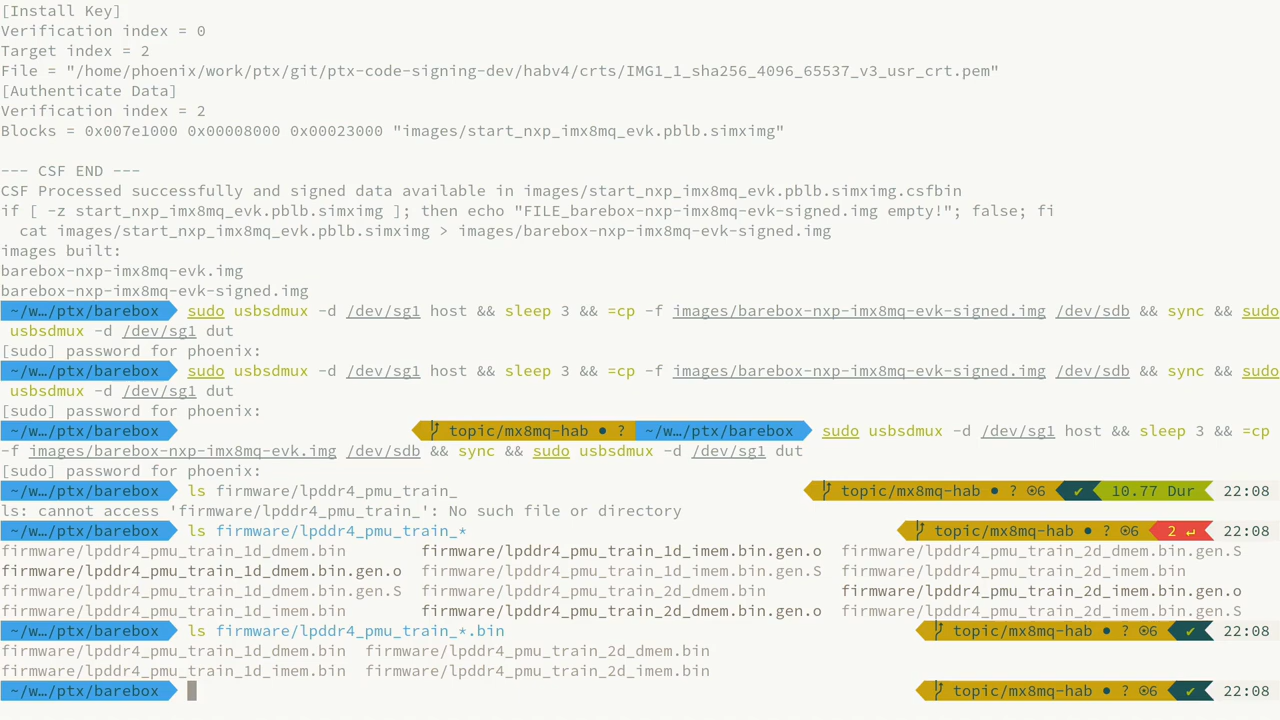 [Install Key]
Verification index = 0
Target index = 2
File = "/home/phoenix/work/ptx/git/ptx-code-signing-dev/habv4/crts/IMG1_1_sha256_4096_65537_v3_usr_crt.pem"
[Authenticate Data]
Verification index = 2
Blocks = 0x007e1000 0x00008000 0x00023000 "images/start_nxp_imx8mq_evk.pblb.simximg"
--- CSF END ---
CSF Processed successfully and signed data available in images/start_nxp_imx8mq_evk.pblb.simximg.csfbin
if [ -z start_nxp_imx8mq_evk.pblb.simximg ]; then echo "FILE_barebox-nxp-imx8mq-evk-signed.img empty!"; false; fi
  cat images/start_nxp_imx8mq_evk.pblb.simximg > images/barebox-nxp-imx8mq-evk-signed.img
images built:
barebox-nxp-imx8mq-evk.img
barebox-nxp-imx8mq-evk-signed.img
~/w…/ptx/barebox sudo usbsdmux -d /dev/sg1 host && sleep 3 && =cp -f images/barebox-nxp-imx8mq-evk-signed.img /dev/sdb && sync && sudo
usbsdmux -d /dev/sg1 dut
[sudo] password for phoenix:
~/w…/ptx/barebox sudo usbsdmux -d /dev/sg1 host && sleep 3 && =cp -f images/barebox-nxp-imx8mq-evk-signed.img /dev/sdb && sync && sudo
usbsdmux -d /dev/sg1 dut
[sudo] password for phoenix:
~/w…/ptx/barebox topic/mx8mq-hab ● ? ~/w…/ptx/barebox sudo usbsdmux -d /dev/sg1 host && sleep 3 && =cp
-f images/barebox-nxp-imx8mq-evk.img /dev/sdb && sync && sudo usbsdmux -d /dev/sg1 dut
[sudo] password for phoenix:
~/w…/ptx/barebox ls firmware/lpddr4_pmu_train_ topic/mx8mq-hab ● ? ⊙6 ✔ 10.77 Dur 22:08
ls: cannot access 'firmware/lpddr4_pmu_train_': No such file or directory
~/w…/ptx/barebox ls firmware/lpddr4_pmu_train_* topic/mx8mq-hab ● ? ⊙6 2 ↵ 22:08
firmware/lpddr4_pmu_train_1d_dmem.bin firmware/lpddr4_pmu_train_1d_imem.bin.gen.o firmware/lpddr4_pmu_train_2d_dmem.bin.gen.S
firmware/lpddr4_pmu_train_1d_dmem.bin.gen.o firmware/lpddr4_pmu_train_1d_imem.bin.gen.S firmware/lpddr4_pmu_train_2d_imem.bin
firmware/lpddr4_pmu_train_1d_dmem.bin.gen.S firmware/lpddr4_pmu_train_2d_dmem.bin firmware/lpddr4_pmu_train_2d_imem.bin.gen.o
firmware/lpddr4_pmu_train_1d_imem.bin firmware/lpddr4_pmu_train_2d_dmem.bin.gen.o firmware/lpddr4_pmu_train_2d_imem.bin.gen.S
~/w…/ptx/barebox ls firmware/lpddr4_pmu_train_*.bin topic/mx8mq-hab ● ? ⊙6 ✔ 22:08
firmware/lpddr4_pmu_train_1d_dmem.bin firmware/lpddr4_pmu_train_2d_dmem.bin
firmware/lpddr4_pmu_train_1d_imem.bin firmware/lpddr4_pmu_train_2d_imem.bin
~/w…/ptx/barebox topic/mx8mq-hab ● ? ⊙6 ✔ 22:08